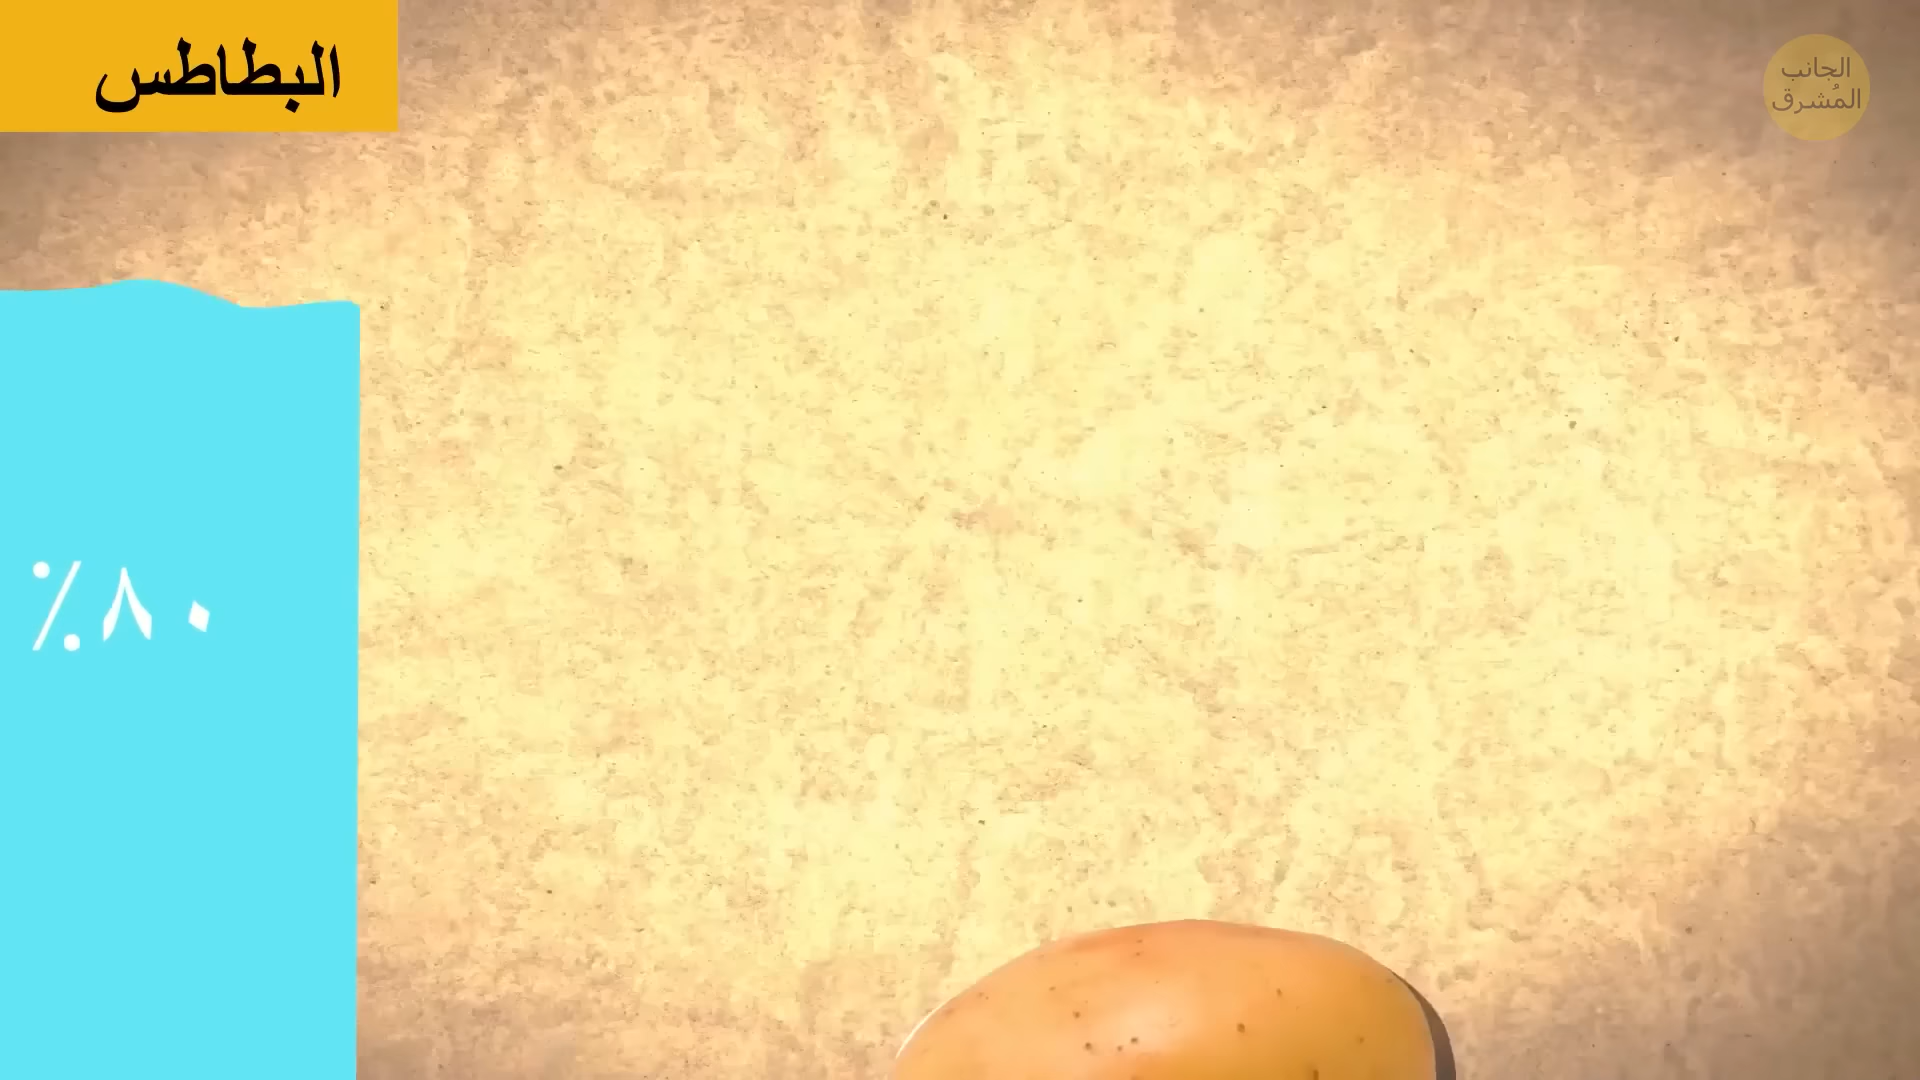 البطاطس
الجانب
المُشرق
٪٨٠